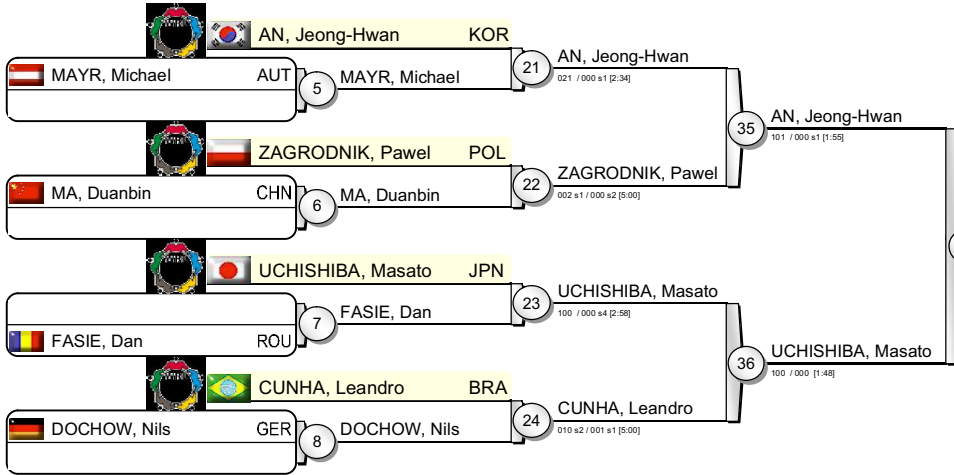 AN, Jeong-Hwan KOR
MAYR, Michael AUT
5
MAYR, Michael
21
AN, Jeong-Hwan
021 / 000 s1 [2:34]
ZAGRODNIK, Pawel POL
MA, Duanbin CHN
6
MA, Duanbin
22
ZAGRODNIK, Pawel
002 s1 / 000 s2 [5:00]
35
AN, Jeong-Hwan
101 / 000 s1 [1:55]
UCHISHIBA, Masato JPN
FASIE, Dan ROU
7
FASIE, Dan
23
UCHISHIBA, Masato
100 / 000 s4 [2:58]
CUNHA, Leandro BRA
DOCHOW, Nils GER
8
DOCHOW, Nils
24
CUNHA, Leandro
010 s2 / 001 s1 [5:00]
36
UCHISHIBA, Masato
100 / 000 [1:48]